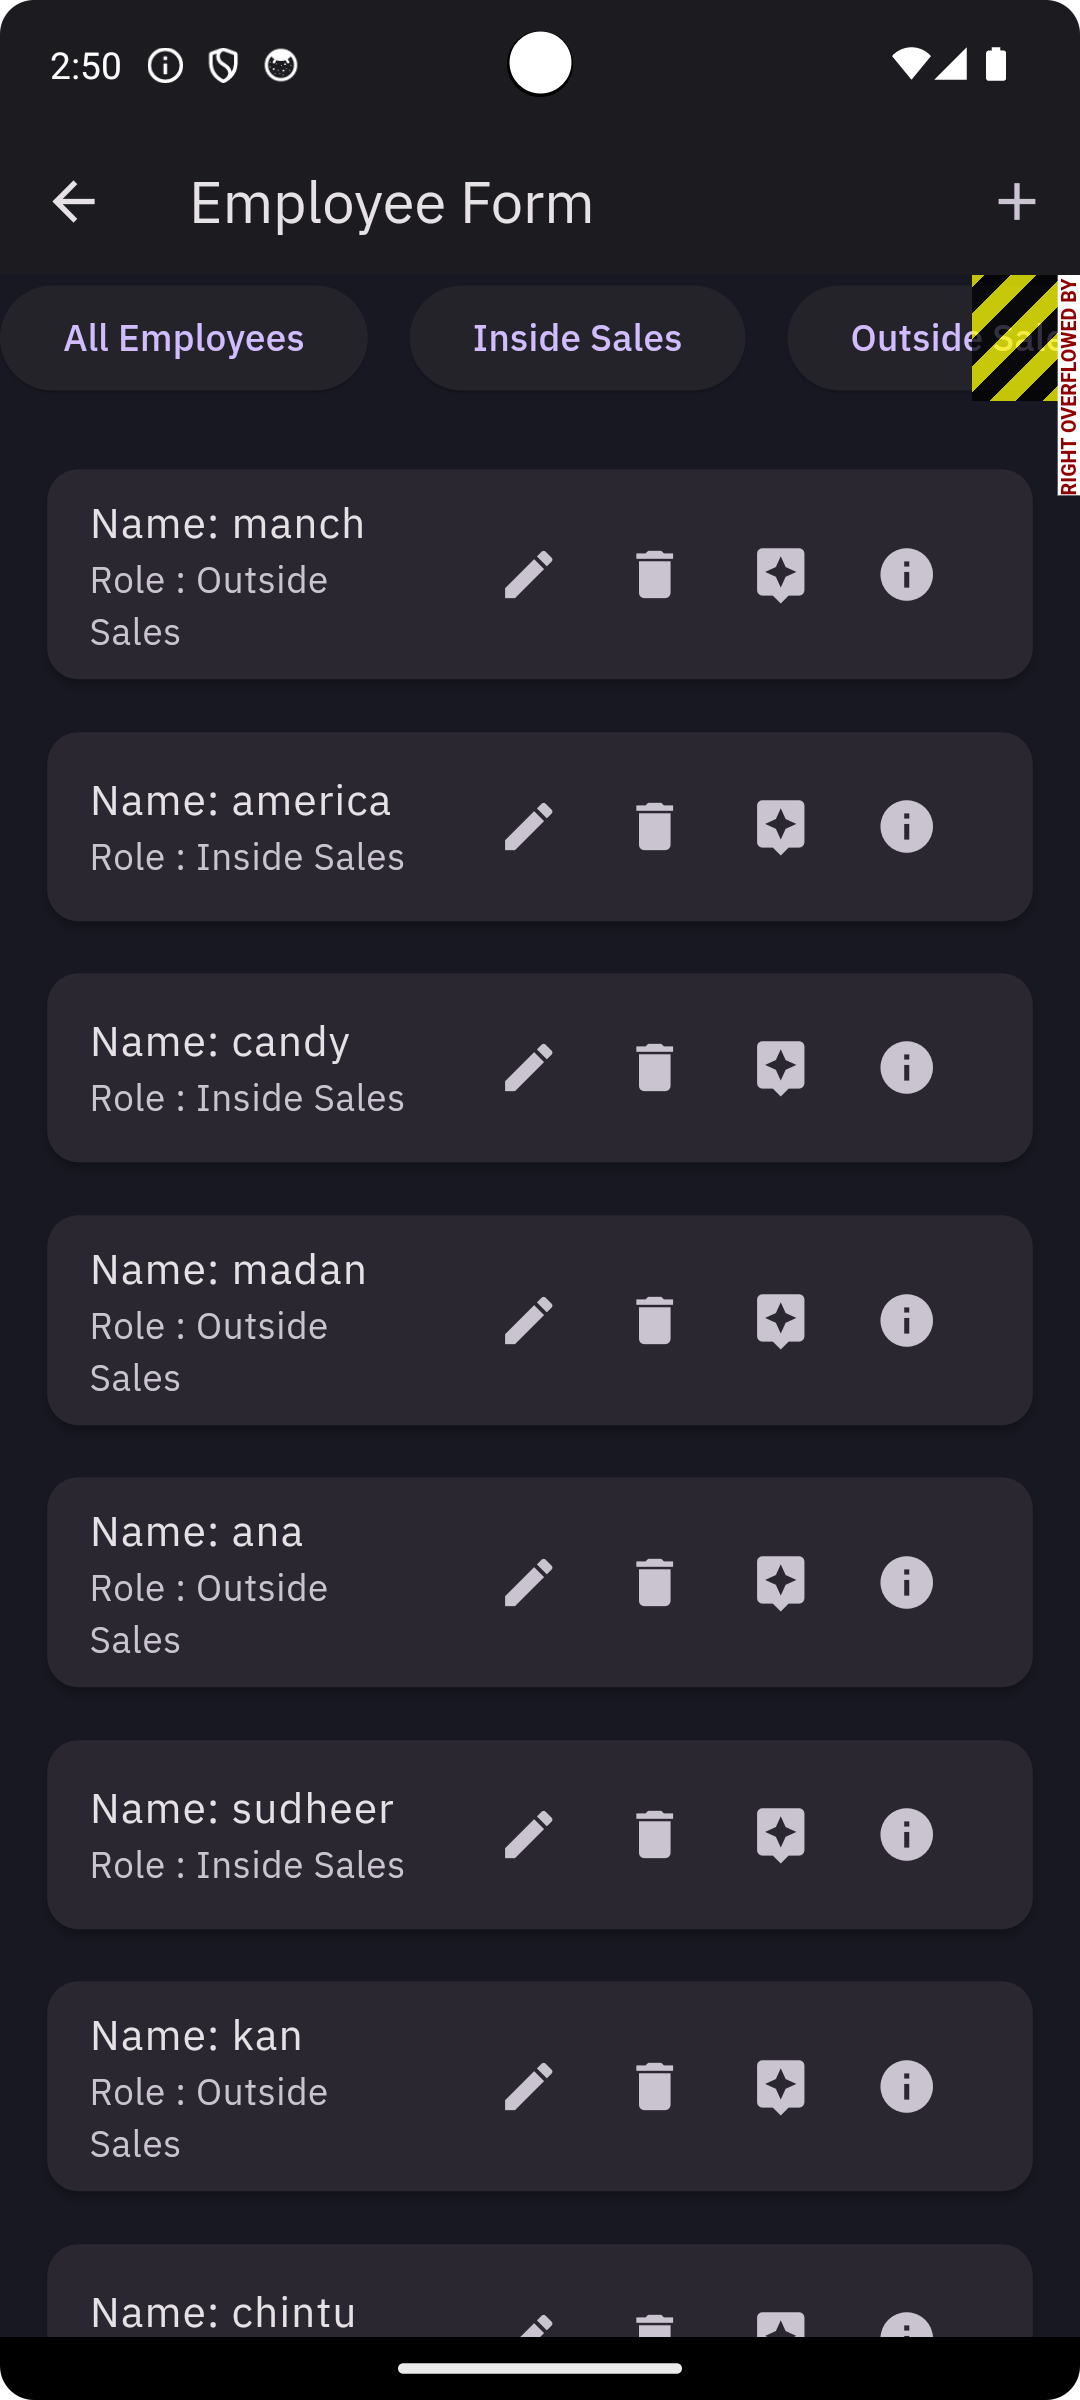 2:50
Employee Form
All Employees
Inside Sales
Outside Sale
RIGHT OVERFLOWED BY
Name: manch
Role : Outside
Sales
Name: america
Role : Inside Sales
Name: candy
Role : Inside Sales
Name: madan
Role : Outside
Sales
Name: ana
Role : Outside
Sales
Name: sudheer
Role : Inside Sales
Name: kan
Role : Outside
Sales
Name: chintu